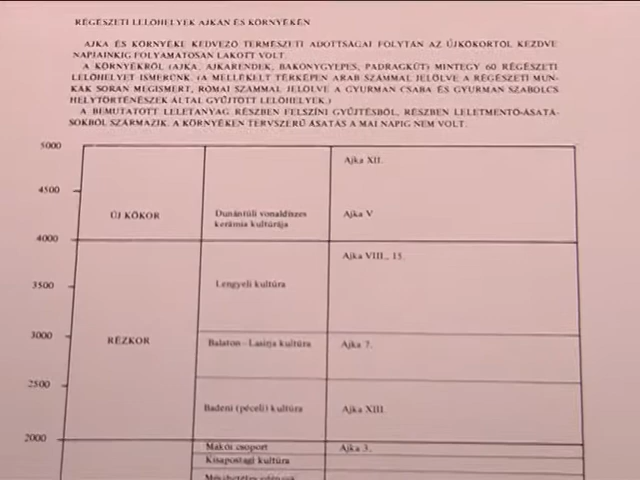 RÉGÉSZETI LELŐHELYEK AJKÁN ÉS KÖRNYÉKÉN
AJKA ÉS KÖRNYÉKE KEDVEZŐ TERMÉSZETI ADOTTSÁGAI FOLYTÁN AZ ÚJKŐKORTÓL KEZDVE
NAPJAINKIG FOLYAMATOSAN LAKOTT VOLT.
A KÖRNYÉKRŐL (AJKA, AJKARENDEK, BAKONYGYEPES, PADRAGKÚT) MINTEGY 60 RÉGÉSZETI
LELŐHELYET ISMERÜNK. (A MELLÉKELT TÉRKÉPEN ARAB SZÁMMAL JELÖLVE A RÉGÉSZETI MUN-
KÁK SORÁN MEGISMERT, RÓMAI SZÁMMAL JELÖLVE A GYURMÁN CSABA ÉS GYURMÁN SZABOLCS
HELYTÖRTÉNÉSZEK ÁLTAL GYŰJTÖTT LELŐHELYEK.)
A BEMUTATOTT LELETANYAG RÉSZBEN FELSZÍNI GYŰJTÉSBŐL, RÉSZBEN LELETMENTŐ-ÁSATÁ-
SOKBÓL SZÁRMAZIK. A KÖRNYÉKEN TERVSZERŰ ÁSATÁS A MAI NAPIG NEM VOLT.
5000
Ajka XII.
4500
ÚJ KŐKOR
Dunántúli vonaldíszes
kerámia kultúrája
Ajka V
4000
Ajka VIII., 15.
3500
Lengyeli kultúra
3000
RÉZKOR
Balaton - Lasinja kultúra
Ajka 7.
2500
Badeni (péceli) kultúra
Ajka XIII.
2000
Makói csoport
Ajka 3.
Kisapostagi kultúra